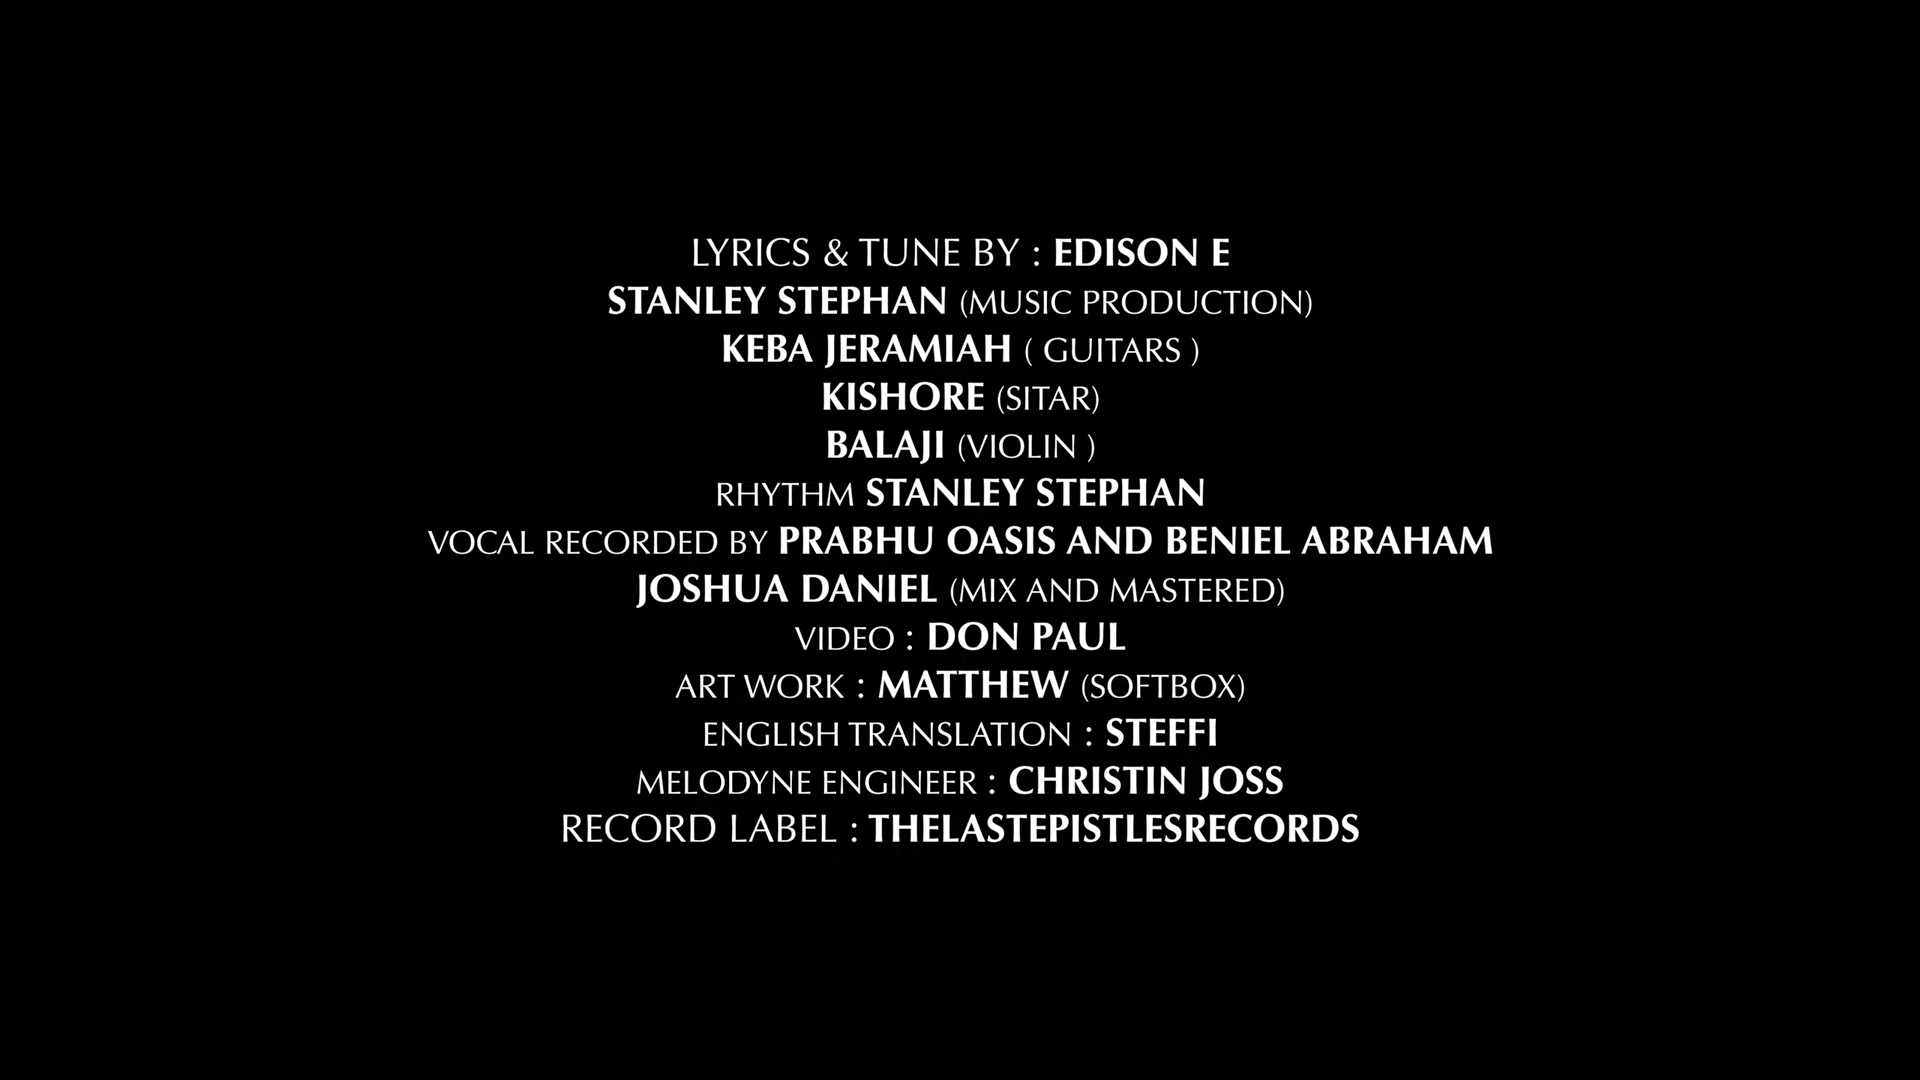 LYRICS & TUNE BY : EDISON E
STANLEY STEPHAN (MUSIC PRODUCTION)
KEBA JERAMIAH ( GUITARS )
KISHORE (SITAR)
BALAJI (VIOLIN )
RHYTHM STANLEY STEPHAN
VOCAL RECORDED BY PRABHU OASIS AND BENIEL ABRAHAM
JOSHUA DANIEL (MIX AND MASTERED)
VIDEO : DON PAUL
ART WORK : MATTHEW (SOFTBOX)
ENGLISH TRANSLATION : STEFFI
MELODYNE ENGINEER : CHRISTIN JOSS
RECORD LABEL : THELASTEPISTLESRECORDS